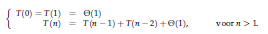 T(0) = T(1) = Θ(1)
T(n) = T(n − 1) + T(n − 2) + Θ(1), voor n > 1.